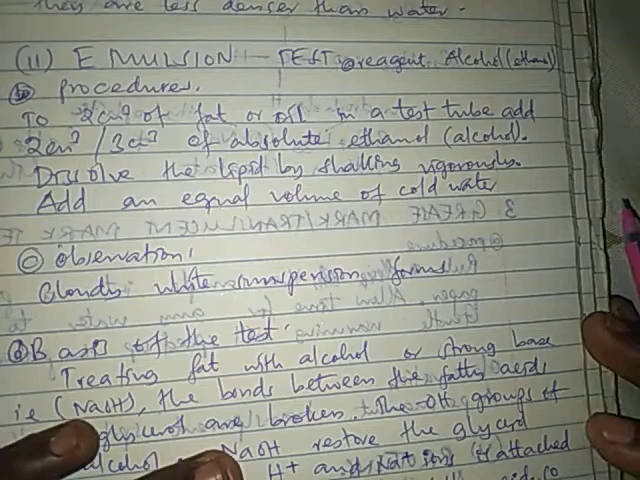 they are less denser than water.
(11) EMULSION TEST reagent Alcohol (ethanol)
(b) Procedures.
To 2cm³ of fat or oil in a test tube add
2cm³ / 3cm³ of absolute ethanol (alcohol).
Dissolve the lipid by shaking vigorously.
Add an equal volume of cold water
(c) Observation:
Cloudy white suspension forms
(d) Basis of the test:
Treating fat with alcohol or strong base
i.e (NaOH), the bonds between the fatty acids
glycerol are broken. The OH groups of
alcohol NaOH restore the glycerol
H+ and Na+ ions is attached